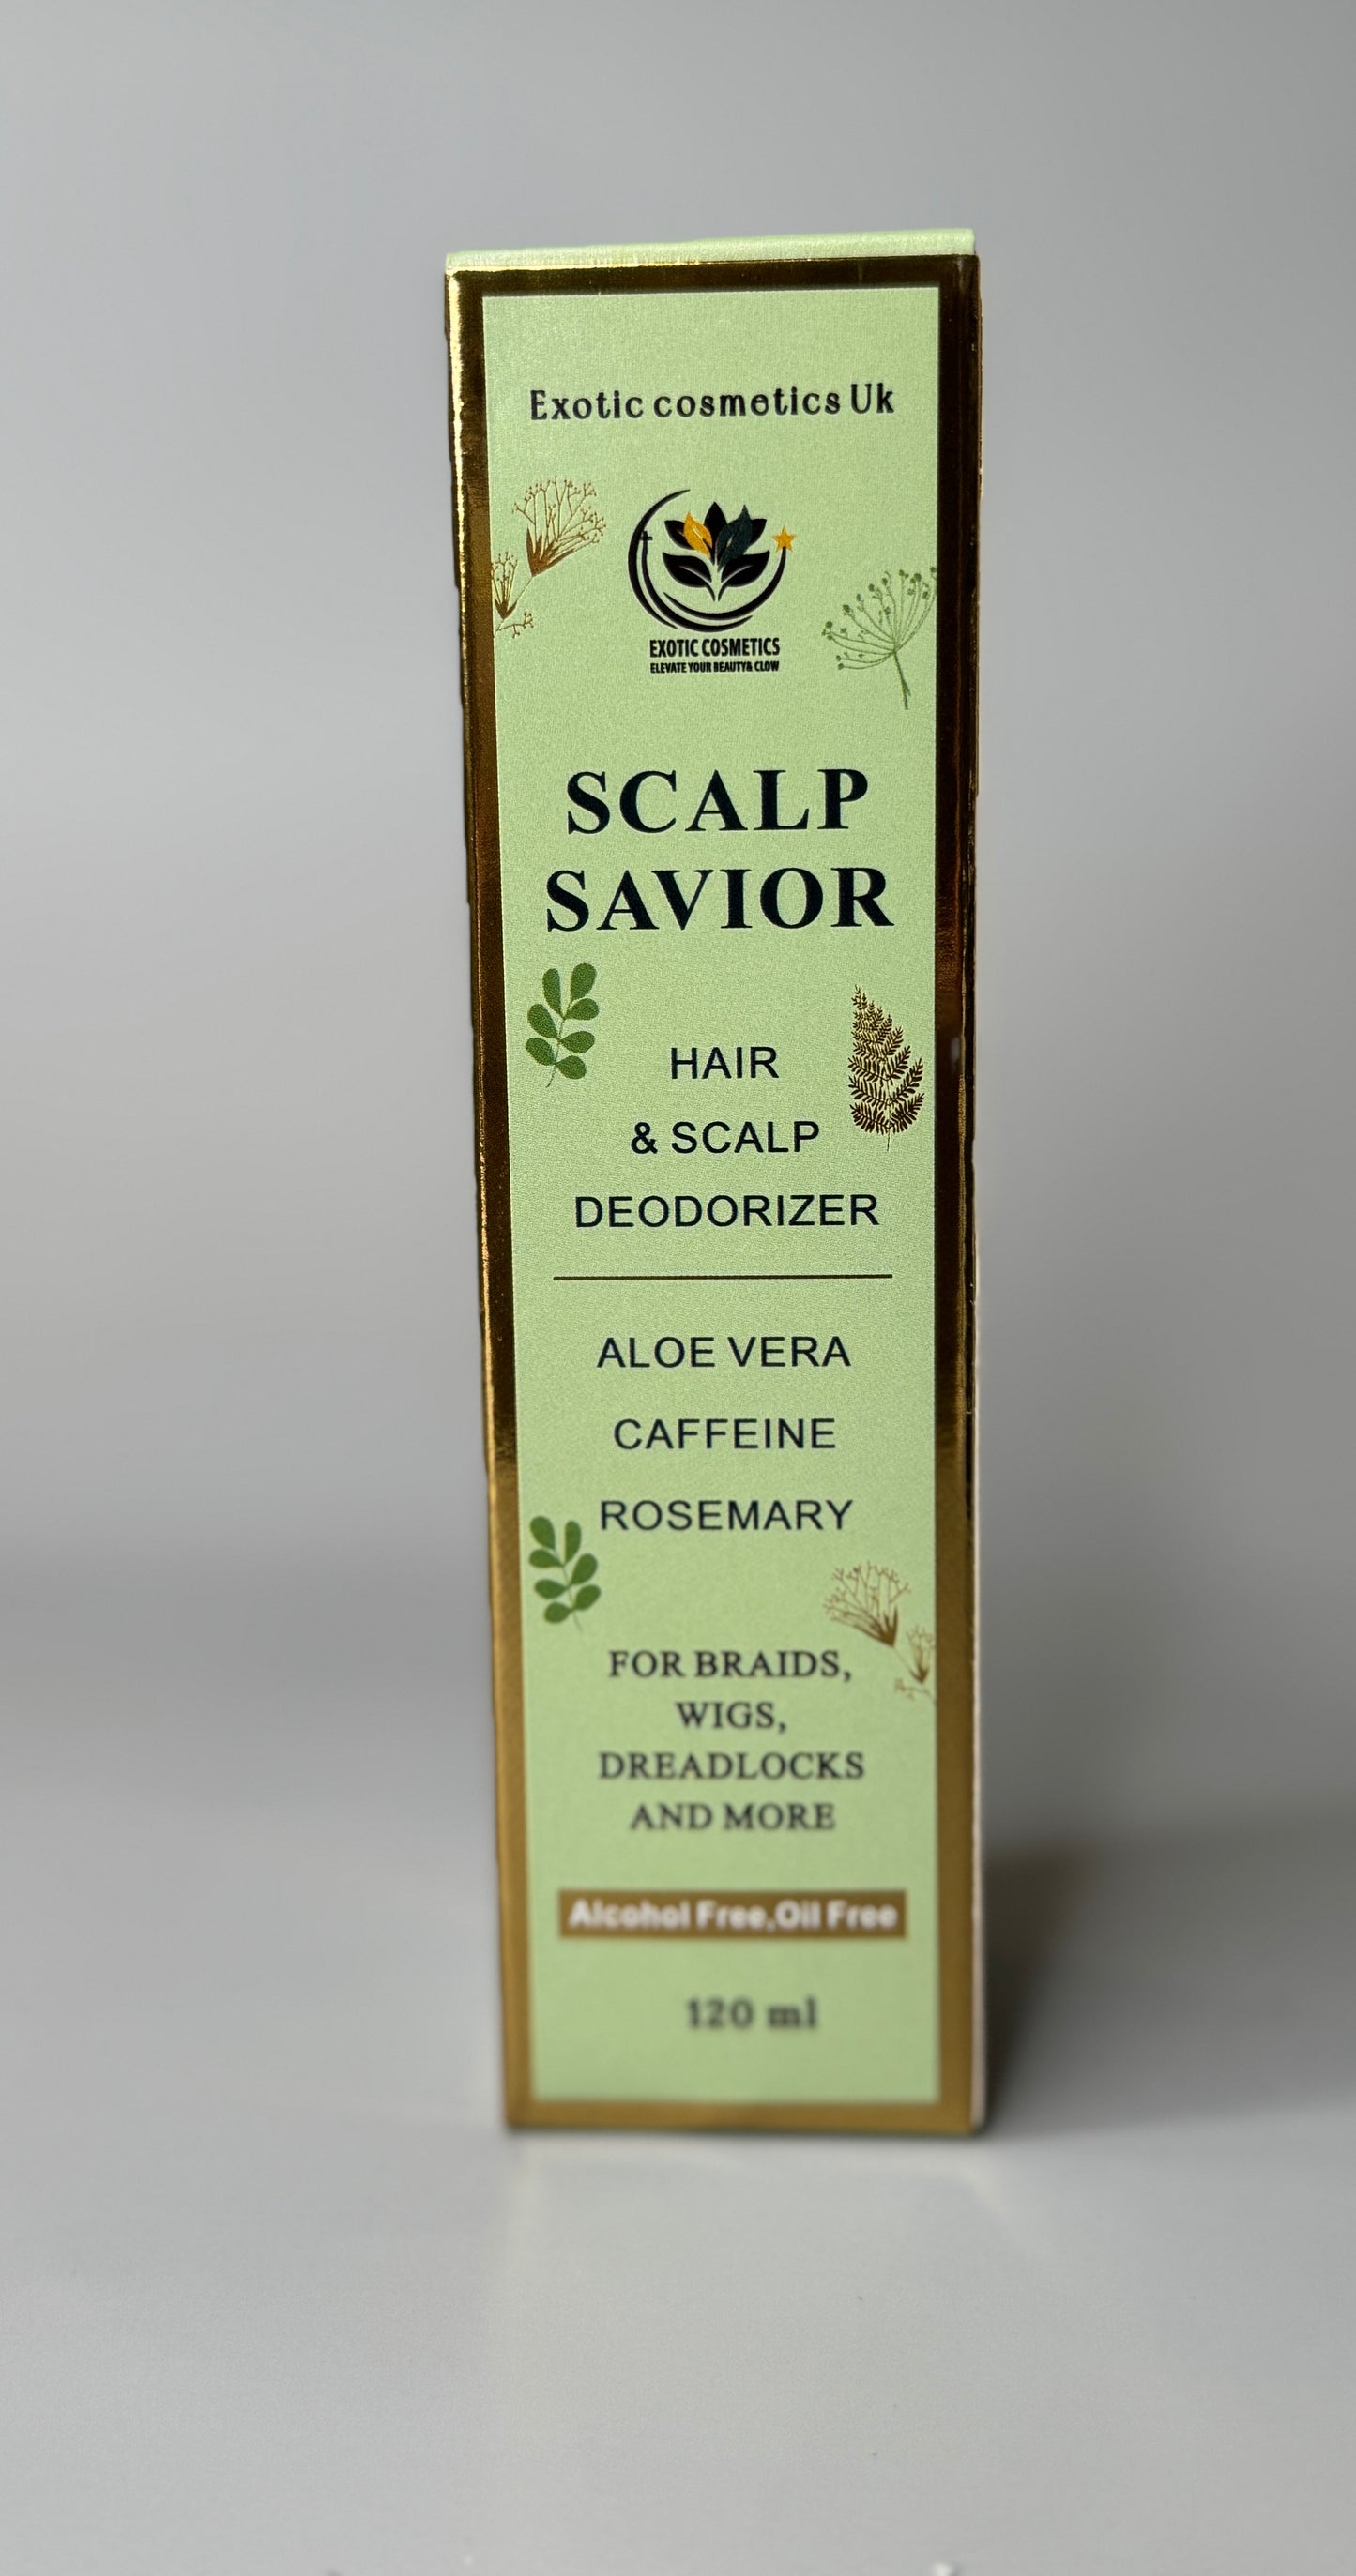 Exotic cosmetics Uk
EXOTIC COSMETICS
ELEVATE YOUR BEAUTY& CLOW
SCALP
SAVIOR
HAIR
& SCALP
DEODORIZER
ALOE VERA
CAFFEINE
ROSEMARY
FOR BRAIDS,
WIGS,
DREADLOCKS
AND MORE
Alcohol Free,Oil Free
120 ml